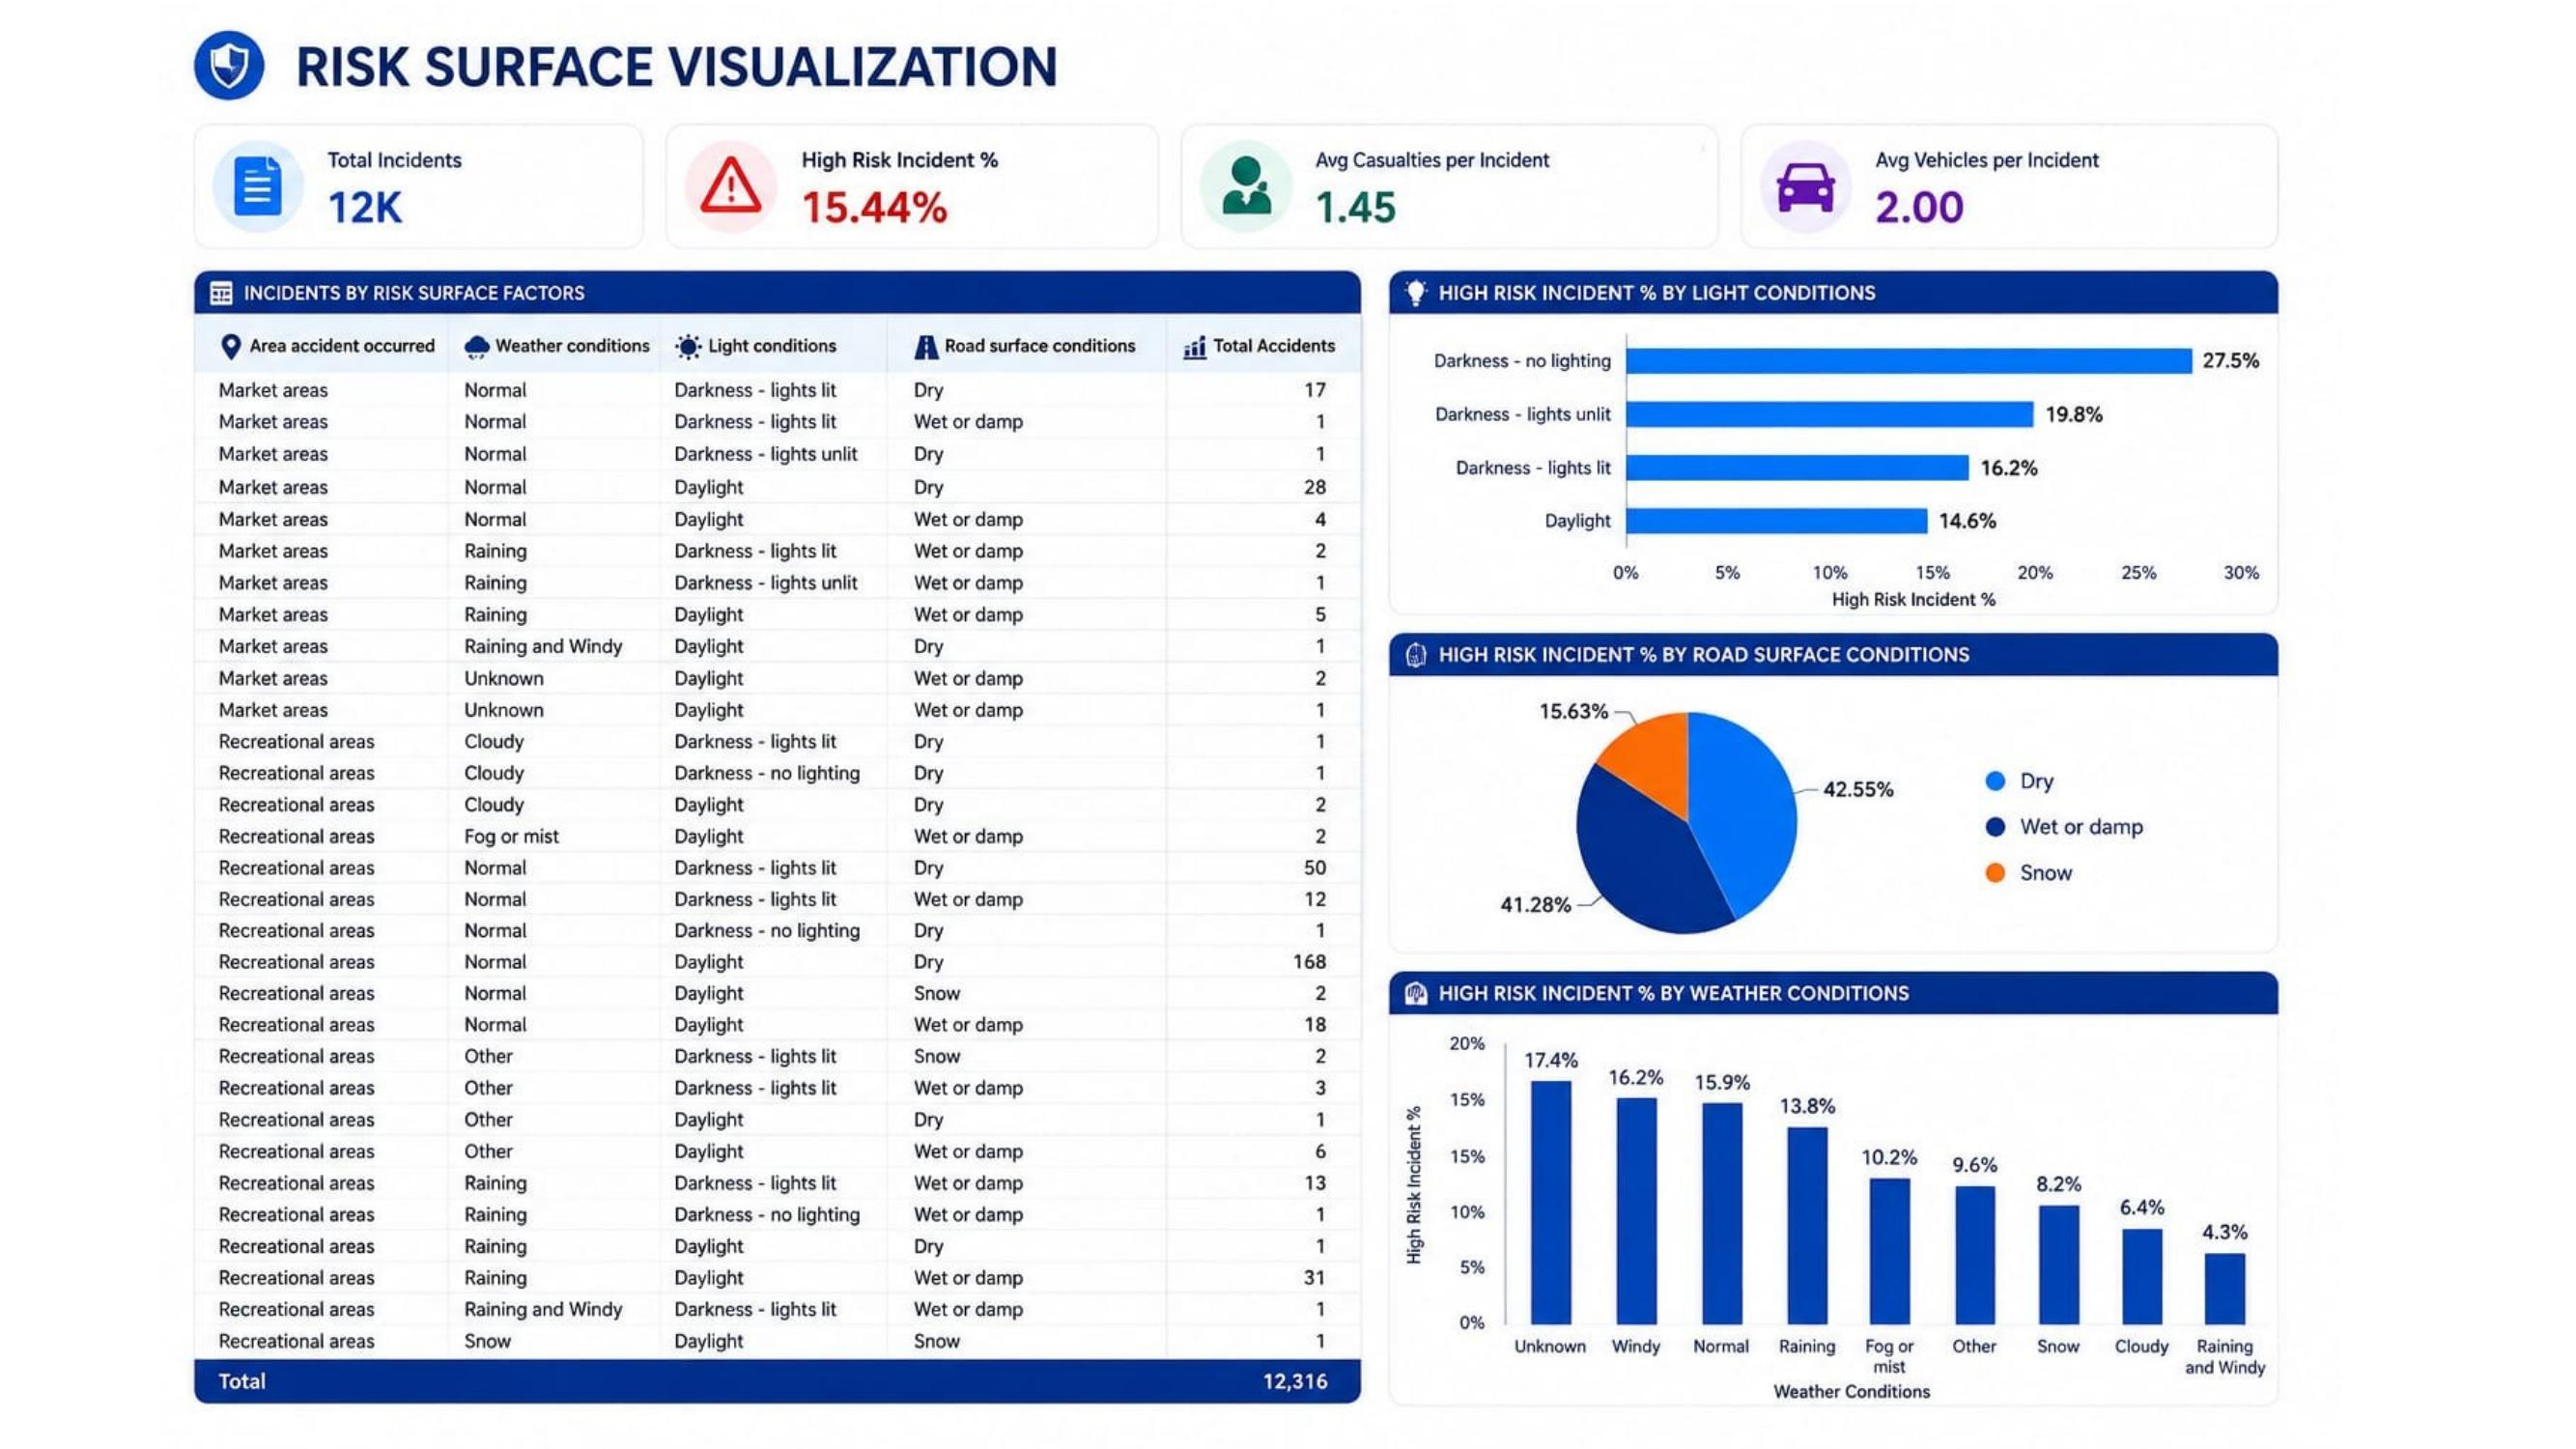 RISK SURFACE VISUALIZATION
Total Incidents
12K
High Risk Incident %
15.44%
Avg Casualties per Incident
1.45
Avg Vehicles per Incident
2.00
INCIDENTS BY RISK SURFACE FACTORS
Area accident occurred Weather conditions Light conditions Road surface conditions Total Accidents
Market areas Normal Darkness - lights lit Dry 17
Market areas Normal Darkness - lights lit Wet or damp 1
Market areas Normal Darkness - lights unlit Dry 1
Market areas Normal Daylight Dry 28
Market areas Normal Daylight Wet or damp 4
Market areas Raining Darkness - lights lit Wet or damp 2
Market areas Raining Darkness - lights unlit Wet or damp 1
Market areas Raining Daylight Wet or damp 5
Market areas Raining and Windy Daylight Dry 1
Market areas Unknown Daylight Wet or damp 2
Market areas Unknown Daylight Wet or damp 1
Recreational areas Cloudy Darkness - lights lit Dry 1
Recreational areas Cloudy Darkness - no lighting Dry 1
Recreational areas Cloudy Daylight Dry 2
Recreational areas Fog or mist Daylight Wet or damp 2
Recreational areas Normal Darkness - lights lit Dry 50
Recreational areas Normal Darkness - lights lit Wet or damp 12
Recreational areas Normal Darkness - no lighting Dry 1
Recreational areas Normal Daylight Dry 168
Recreational areas Normal Daylight Snow 2
Recreational areas Normal Daylight Wet or damp 18
Recreational areas Other Darkness - lights lit Snow 2
Recreational areas Other Darkness - lights lit Wet or damp 3
Recreational areas Other Daylight Dry 1
Recreational areas Other Daylight Wet or damp 6
Recreational areas Raining Darkness - lights lit Wet or damp 13
Recreational areas Raining Darkness - no lighting Wet or damp 1
Recreational areas Raining Daylight Dry 1
Recreational areas Raining Daylight Wet or damp 31
Recreational areas Raining and Windy Darkness - lights lit Wet or damp 1
Recreational areas Snow Daylight Snow 1
Total 12,316
HIGH RISK INCIDENT % BY LIGHT CONDITIONS
Darkness - no lighting 27.5%
Darkness - lights unlit 19.8%
Darkness - lights lit 16.2%
Daylight 14.6%
0% 5% 10% 15% 20% 25% 30%
High Risk Incident %
HIGH RISK INCIDENT % BY ROAD SURFACE CONDITIONS
15.63%
42.55%
41.28%
Dry
Wet or damp
Snow
HIGH RISK INCIDENT % BY WEATHER CONDITIONS
High Risk Incident %
20%
15%
15%
10%
5%
0%
17.4% 16.2% 15.9% 13.8% 10.2% 9.6% 8.2% 6.4% 4.3%
Unknown Windy Normal Raining Fog or Other Snow Cloudy Raining
mist and Windy
Weather Conditions